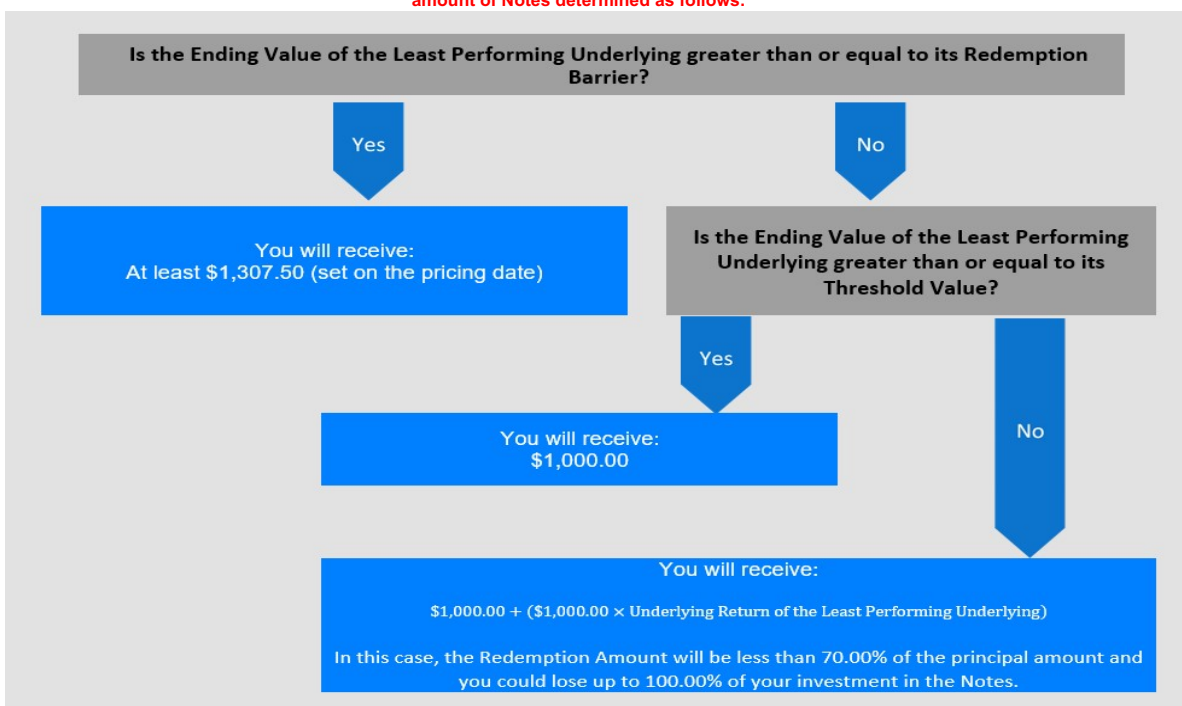 amount of Notes determined as follows:
Is the Ending Value of the Least Performing Underlying greater than or equal to its Redemption
Barrier?
Yes
No
You will receive:
At least $1,307.50 (set on the pricing date)
Is the Ending Value of the Least Performing
Underlying greater than or equal to its
Threshold Value?
Yes
No
You will receive:
$1,000.00
You will receive:
$1,000.00 + ($1,000.00 × Underlying Return of the Least Performing Underlying)
In this case, the Redemption Amount will be less than 70.00% of the principal amount and
you could lose up to 100.00% of your investment in the Notes.